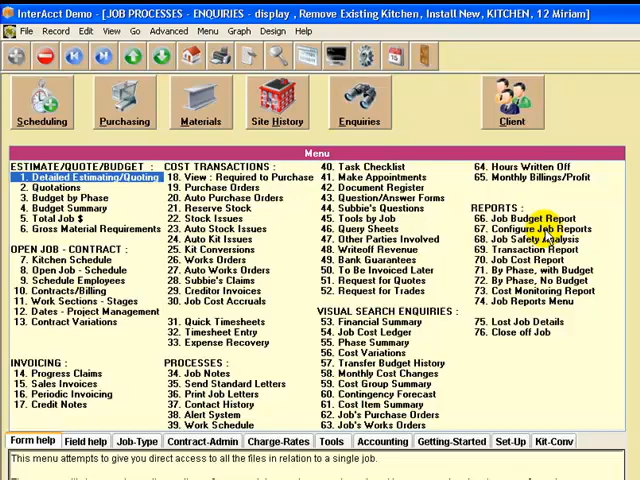 InterAcct Demo - [JOB PROCESSES - ENQUIRIES - display , Remove Existing Kitchen, Install New, KITCHEN, 12 Miriam]
File Record Edit View Go Advanced Menu Graph Design Help
Scheduling Purchasing Materials Site History Enquiries Client
Menu
ESTIMATE/QUOTE/BUDGET :
1. Detailed Estimating/Quoting
2. Quotations
3. Budget by Phase
4. Budget Summary
5. Total Job $
6. Gross Material Requirements
OPEN JOB - CONTRACT :
7. Kitchen Schedule
8. Open Job - Schedule
9. Schedule Employees
10. Contracts/Billing
11. Work Sections - Stages
12. Dates - Project Management
13. Contract Variations
INVOICING :
14. Progress Claims
15. Sales Invoices
16. Periodic Invoicing
17. Credit Notes
COST TRANSACTIONS :
18. View : Required to Purchase
19. Purchase Orders
20. Auto Purchase Orders
21. Reserve Stock
22. Stock Issues
23. Auto Stock Issues
24. Auto Kit Issues
25. Kit Conversions
26. Works Orders
27. Issues - Works Orders
28. Subbie's Claims
29. Creditor Invoices
30. Job Cost Accruals
31. Quick Timesheets
32. Timesheet Entry
33. Expense Recovery
PROCESSES :
34. Job Notes
35. Send Standard Letters
36. Print Job Letters
37. Contact History
38. Alert System
39. Work Schedule
40. Task Checklist
41. Make Appointments
42. Document Register
43. Question/Answer Forms
44. Subbie's Questions
45. Tools by Job
46. Query Sheets
47. Other Parties Involved
48. Writeoff Revenue
49. Bank Guarantees
50. To be Invoiced Later
51. Request for Quotes
52. Request for Trades
VISUAL SEARCH ENQUIRIES :
53. Financial Summary
54. Job Cost Ledger
55. Phase Summary
56. Cost Variations
57. Transfer Budget History
58. Monthly Cost Changes
59. Cost Group Summary
60. Contingency Forecast
61. Cost Item Summary
62. Job's Purchase Orders
63. Job's Works Orders
64. Hours Written Off
65. Monthly Billings/Profit
REPORTS :
66. Job Budget Report
67. Configure Job Reports
68. Job Safety Analysis
69. Transaction Report
70. Job Cost Report
71. By Phase, with Budget
72. By Phase, No Budget
73. Cost Monitoring Report
74. Job Reports Menu
75. Lost Job Details
76. Close off Job
Form help Field help Job-Type Contract-Admin Charge-Rates Tools Accounting Getting-Started Set-Up Kit-Conv
This menu attempts to give you direct access to all the files in relation to a single job.